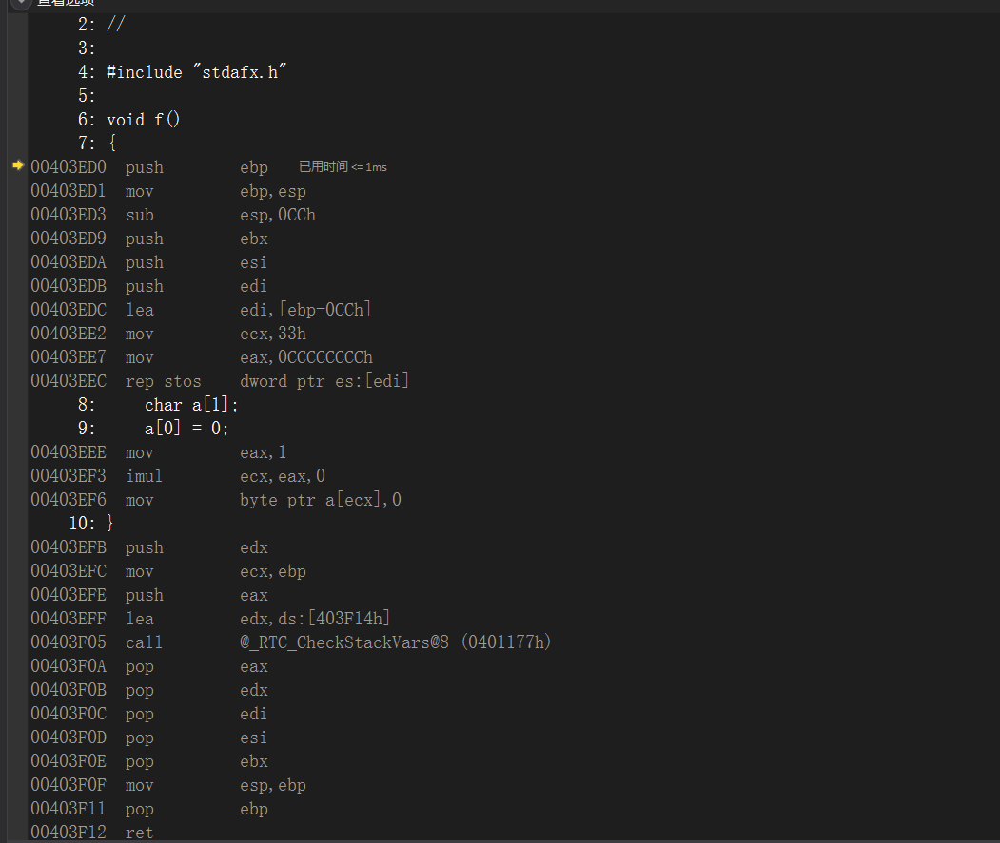 查看选项
2: //
3:
4: #include "stdafx.h"
5:
6: void f()
7: {
00403ED0 push ebp 已用时间 <= 1ms
00403ED1 mov ebp,esp
00403ED3 sub esp,0CCh
00403ED9 push ebx
00403EDA push esi
00403EDB push edi
00403EDC lea edi,[ebp-0CCh]
00403EE2 mov ecx,33h
00403EE7 mov eax,0CCCCCCCCh
00403EEC rep stos dword ptr es:[edi]
8: char a[1];
9: a[0] = 0;
00403EEE mov eax,1
00403EF3 imul ecx,eax,0
00403EF6 mov byte ptr a[ecx],0
10: }
00403EFB push edx
00403EFC mov ecx,ebp
00403EFE push eax
00403EFF lea edx,ds:[403F14h]
00403F05 call @_RTC_CheckStackVars@8 (0401177h)
00403F0A pop eax
00403F0B pop edx
00403F0C pop edi
00403F0D pop esi
00403F0E pop ebx
00403F0F mov esp,ebp
00403F11 pop ebp
00403F12 ret